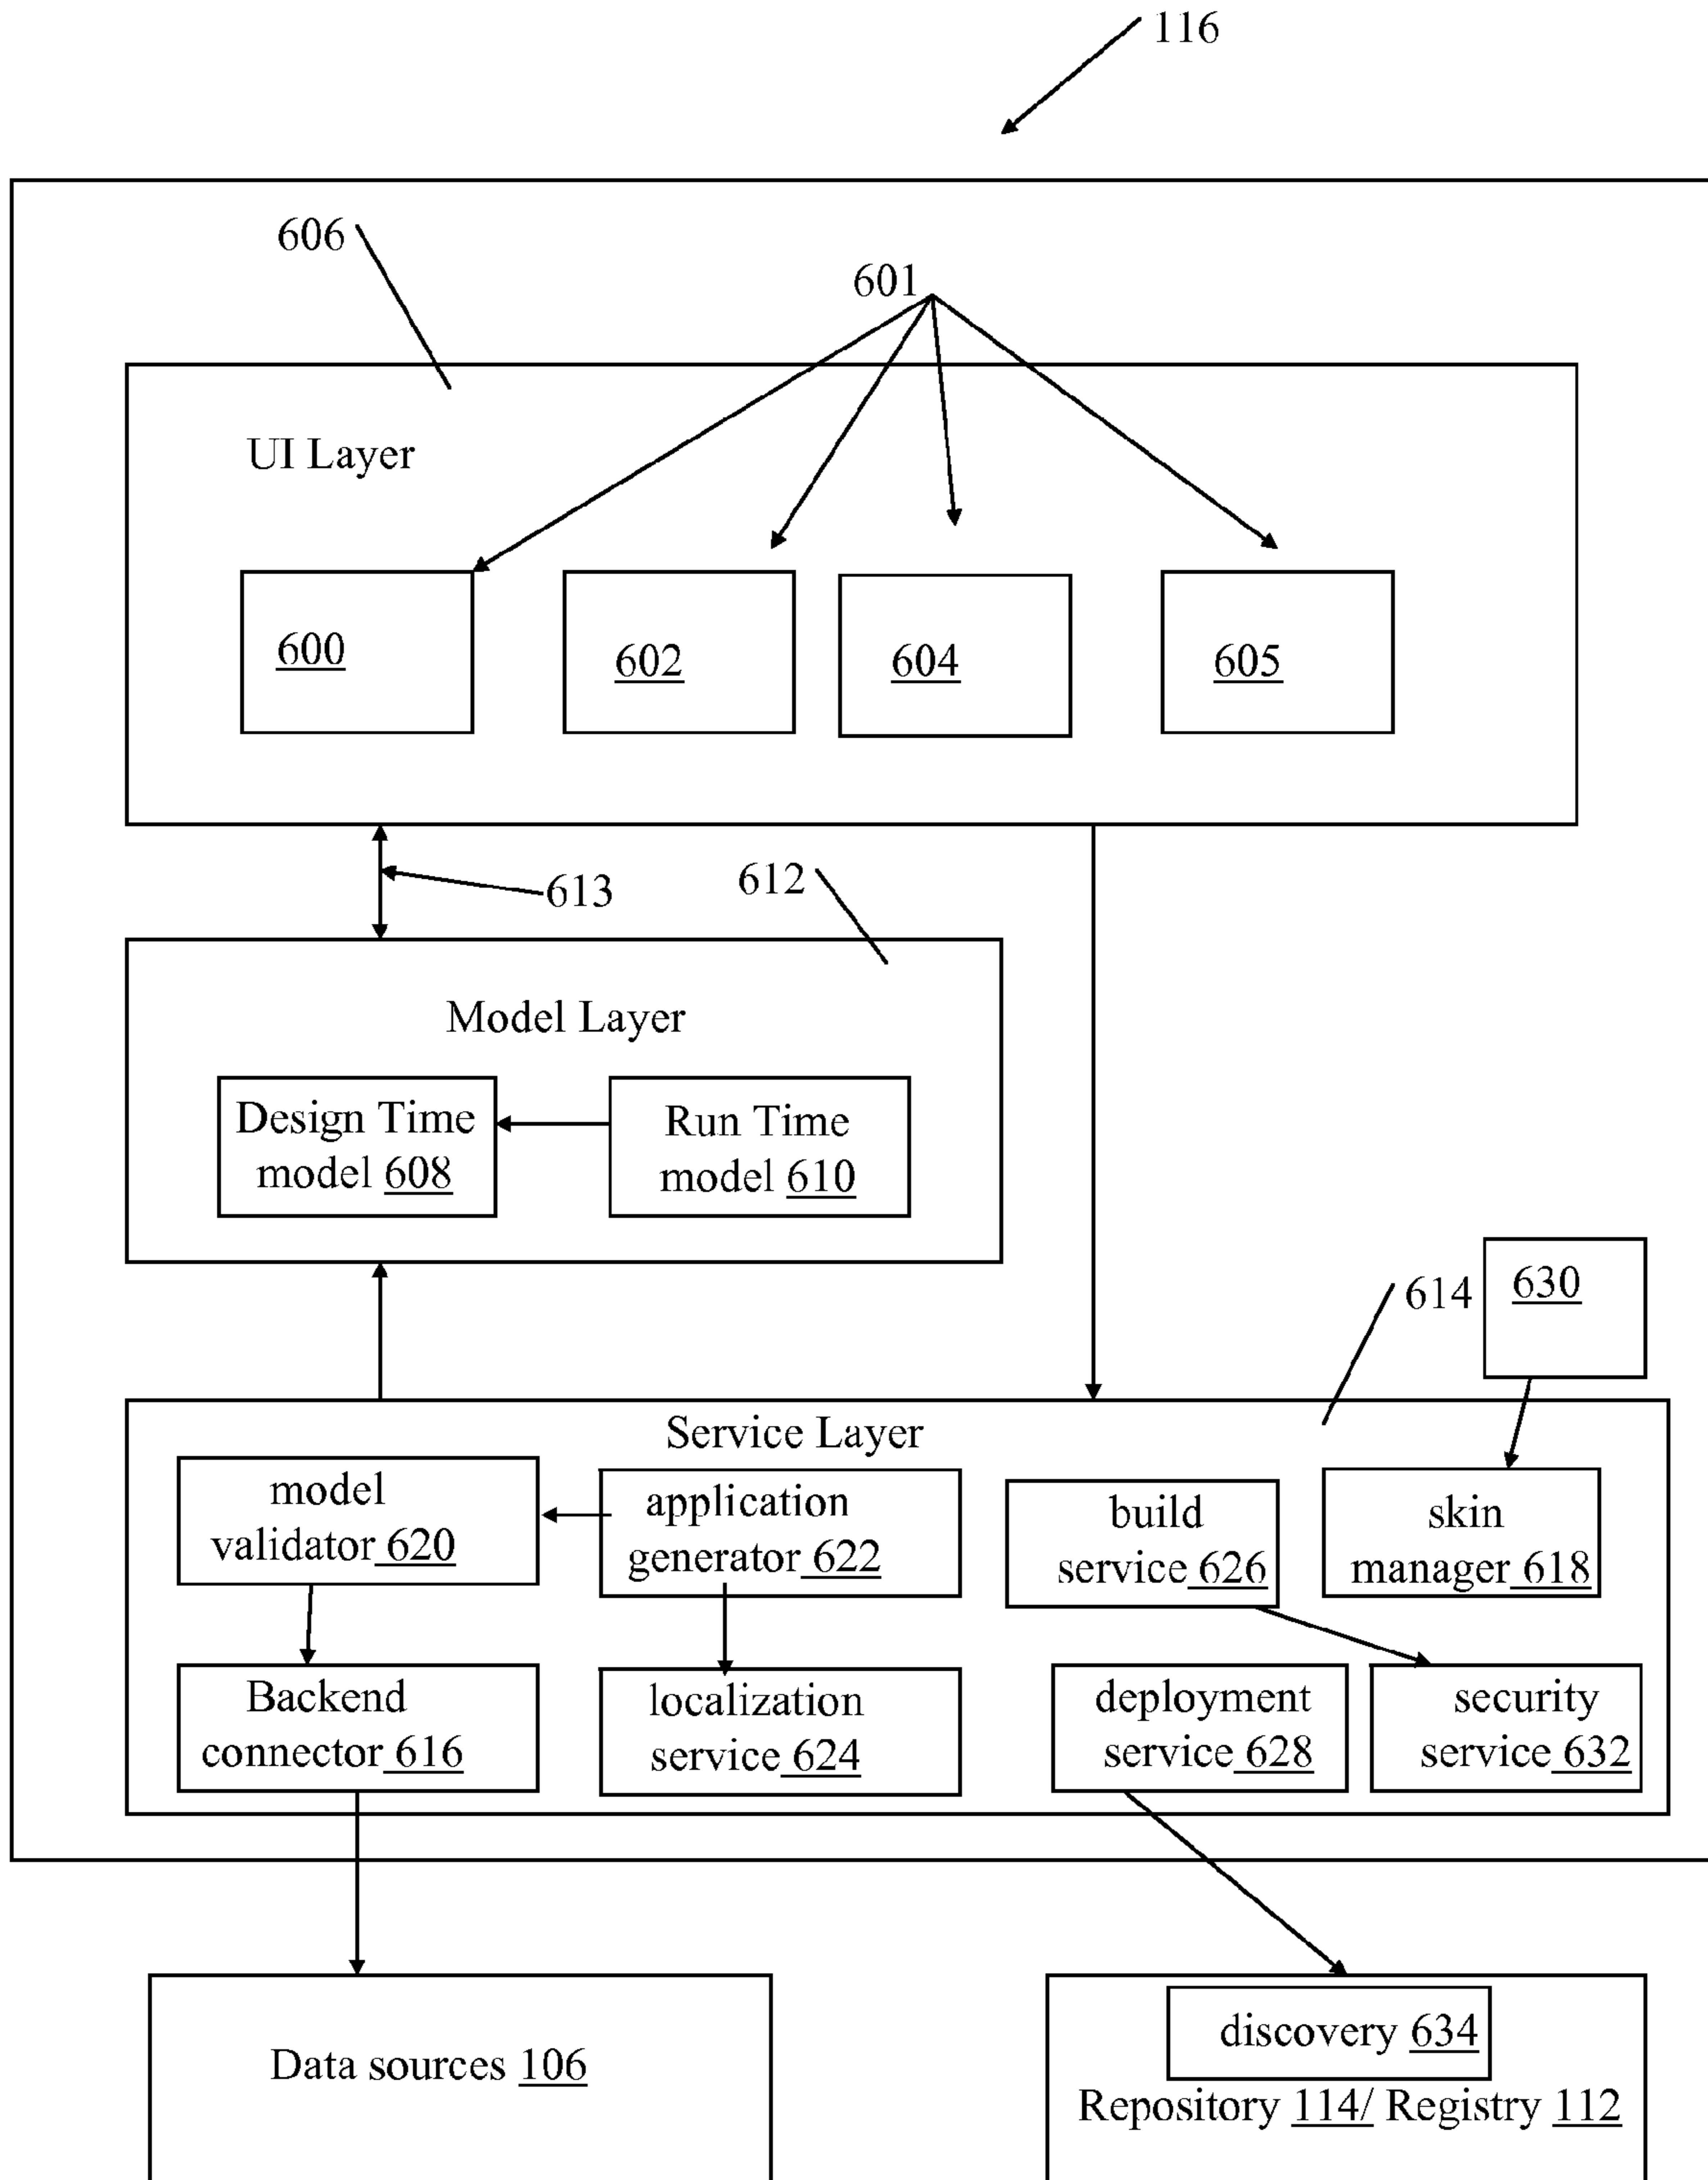 116
606
601
UI Layer
600
602
604
605
613
612
Model Layer
Design Time
model 608
Run Time
model 610
614
630
Service Layer
model
validator 620
application
generator 622
build
service 626
skin
manager 618
Backend
connector 616
localization
service 624
deployment
service 628
security
service 632
Data sources 106
discovery 634
Repository 114/ Registry 112